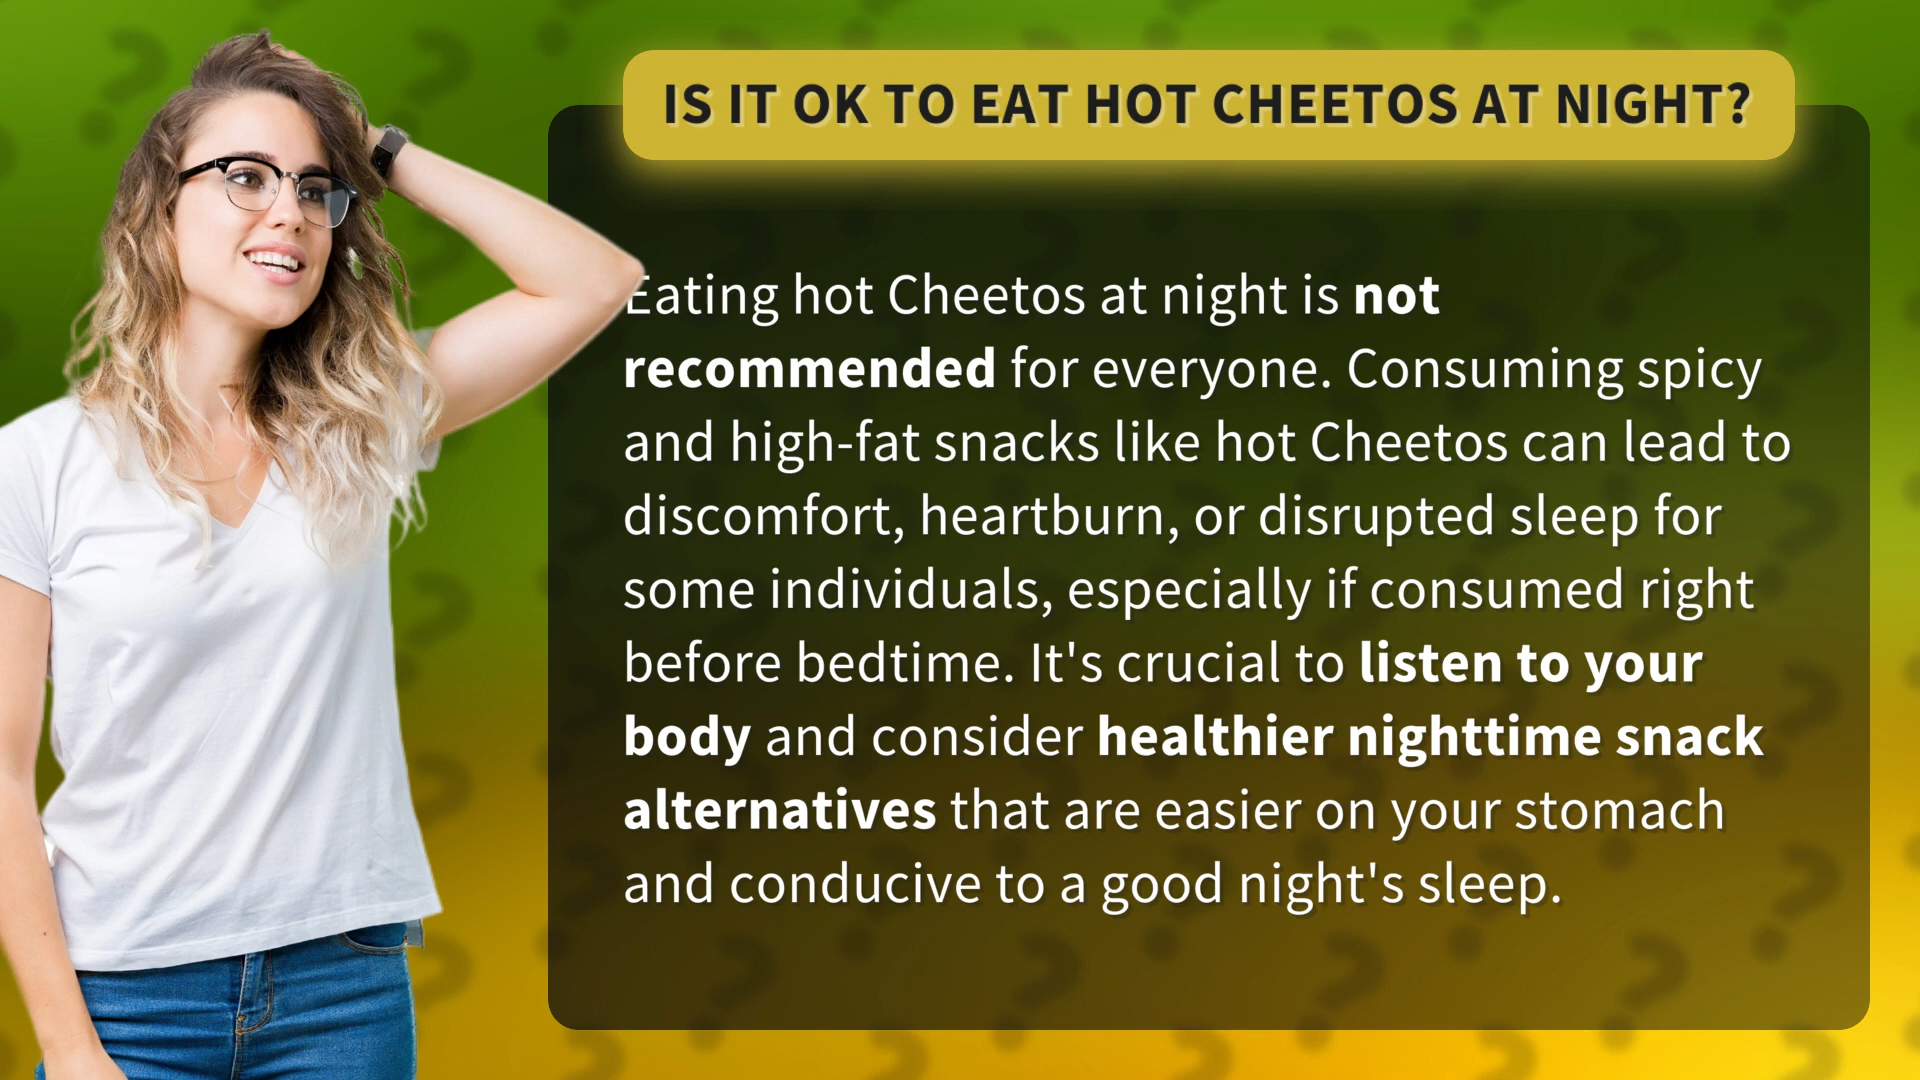 IS IT OK TO EAT HOT CHEETOS AT NIGHT?
Eating hot Cheetos at night is not
recommended for everyone. Consuming spicy
and high-fat snacks like hot Cheetos can lead to
discomfort, heartburn, or disrupted sleep for
some individuals, especially if consumed right
before bedtime. It's crucial to listen to your
body and consider healthier nighttime snack
alternatives that are easier on your stomach
and conducive to a good night's sleep.